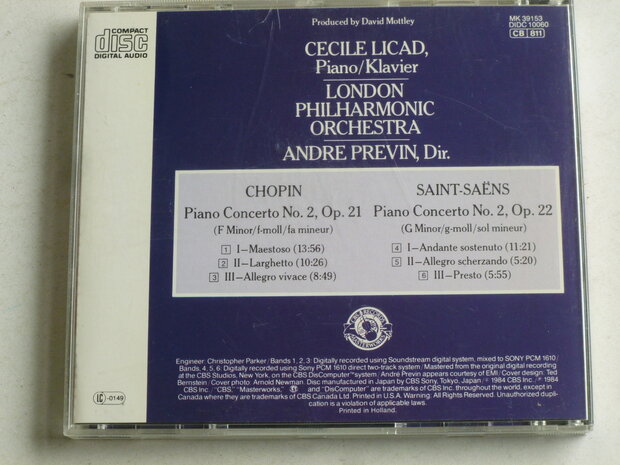 COMPACT
disc
DIGITAL AUDIO
Produced by David Mottley
MK 39153
DIDC 10060
CB 811
CECILE LICAD,
Piano/Klavier
LONDON
PHILHARMONIC
ORCHESTRA
ANDRE PREVIN, Dir.
CHOPIN
Piano Concerto No. 2, Op. 21
(F Minor/f-moll/fa mineur)
1 I–Maestoso (13:56)
2 II–Larghetto (10:26)
3 III–Allegro vivace (8:49)
SAINT-SAËNS
Piano Concerto No. 2, Op. 22
(G Minor/g-moll/sol mineur)
4 I–Andante sostenuto (11:21)
5 II–Allegro scherzando (5:20)
6 III–Presto (5:55)
CBS RECORDS
MASTERWORKS
Engineer: Christopher Parker/Bands 1, 2, 3: Digitally recorded using Soundstream digital system, mixed to SONY PCM 1610/
Bands, 4, 5, 6: Digitally recorded using Sony PCM 1610 direct two-track system/Mastered from the original digital recording
at the CBS Studios, New York, on the CBS DisComputer™ system. André Previn appears courtesy of EMI/Cover design: Ted
Bernstein. Cover photo: Arnold Newman. Disc manufactured in Japan by CBS Sony, Tokyo, Japan/℗ 1984 CBS Inc./© 1984
CBS Inc./"CBS," "Masterworks," and "DisComputer" are trademarks of CBS Inc. throughout the world, except in
Canada where they are trademarks of CBS Canada Ltd. Printed in U.S.A. Warning: All Rights Reserved. Unauthorized dupli-
cation is a violation of applicable laws.
Printed in Holland.
LC -0149